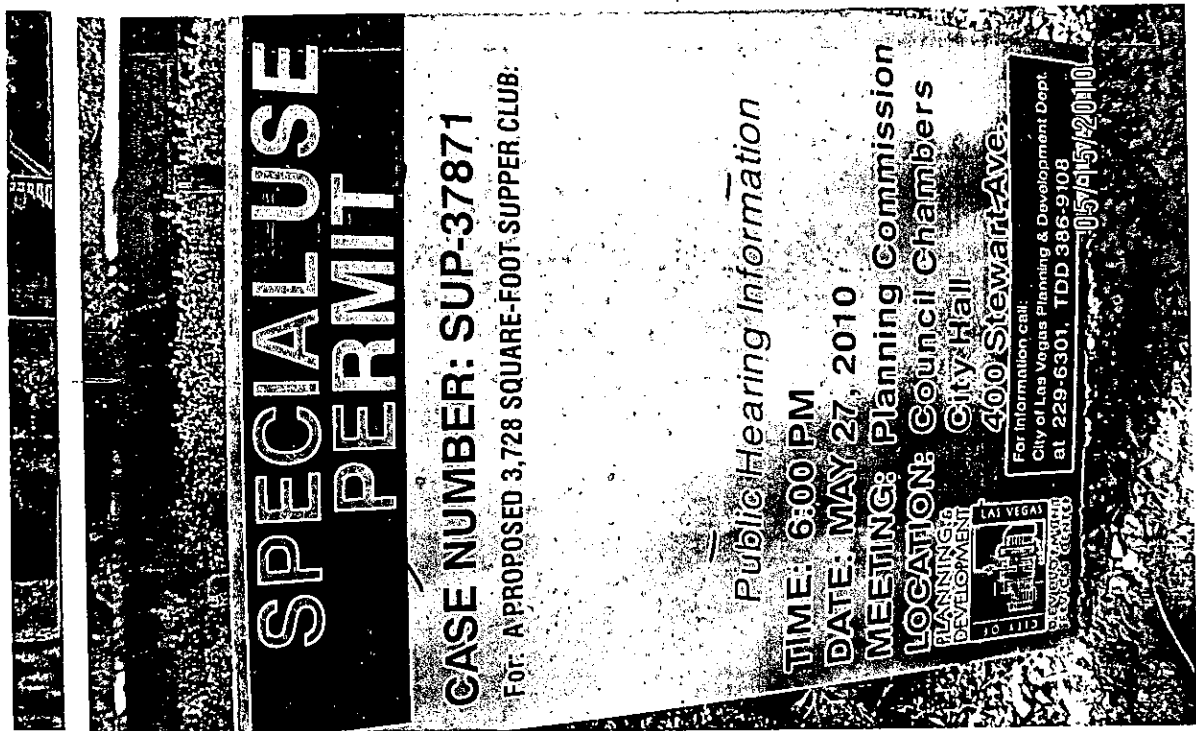 SPECIAL USE
PERMIT
CASE NUMBER: SUP-37871
For: APROPOSED 3,728 SQUARE-FOOT SUPPER CLUB:
Public Hearing Information
TIME: 6:00 PM
DATE: MAY 27, 2010
MEETING: Planning Commission
LOCATION: Council Chambers
City Hall
400 Stewart Ave.
PLANNING &
DEVELOPMENT
CITY OF
LAS VEGAS
For information call:
City of Las Vegas Planning & Development Dept.
at 229-6301, TDD 386-9108
05/15/2010